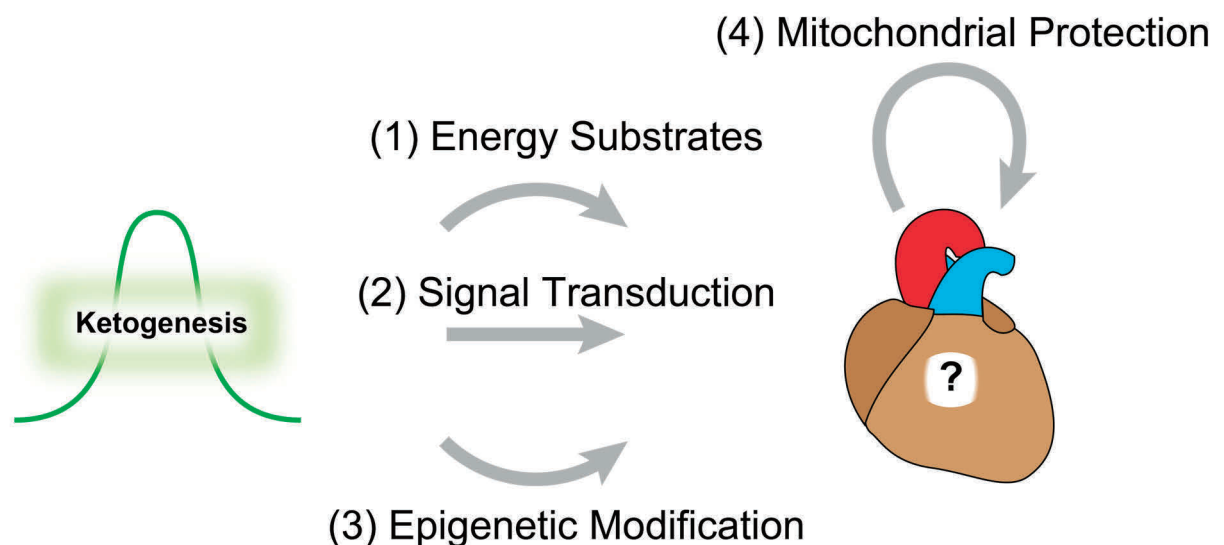 (4) Mitochondrial Protection
(1) Energy Substrates
(2) Signal Transduction
Ketogenesis
?
(3) Epigenetic Modification